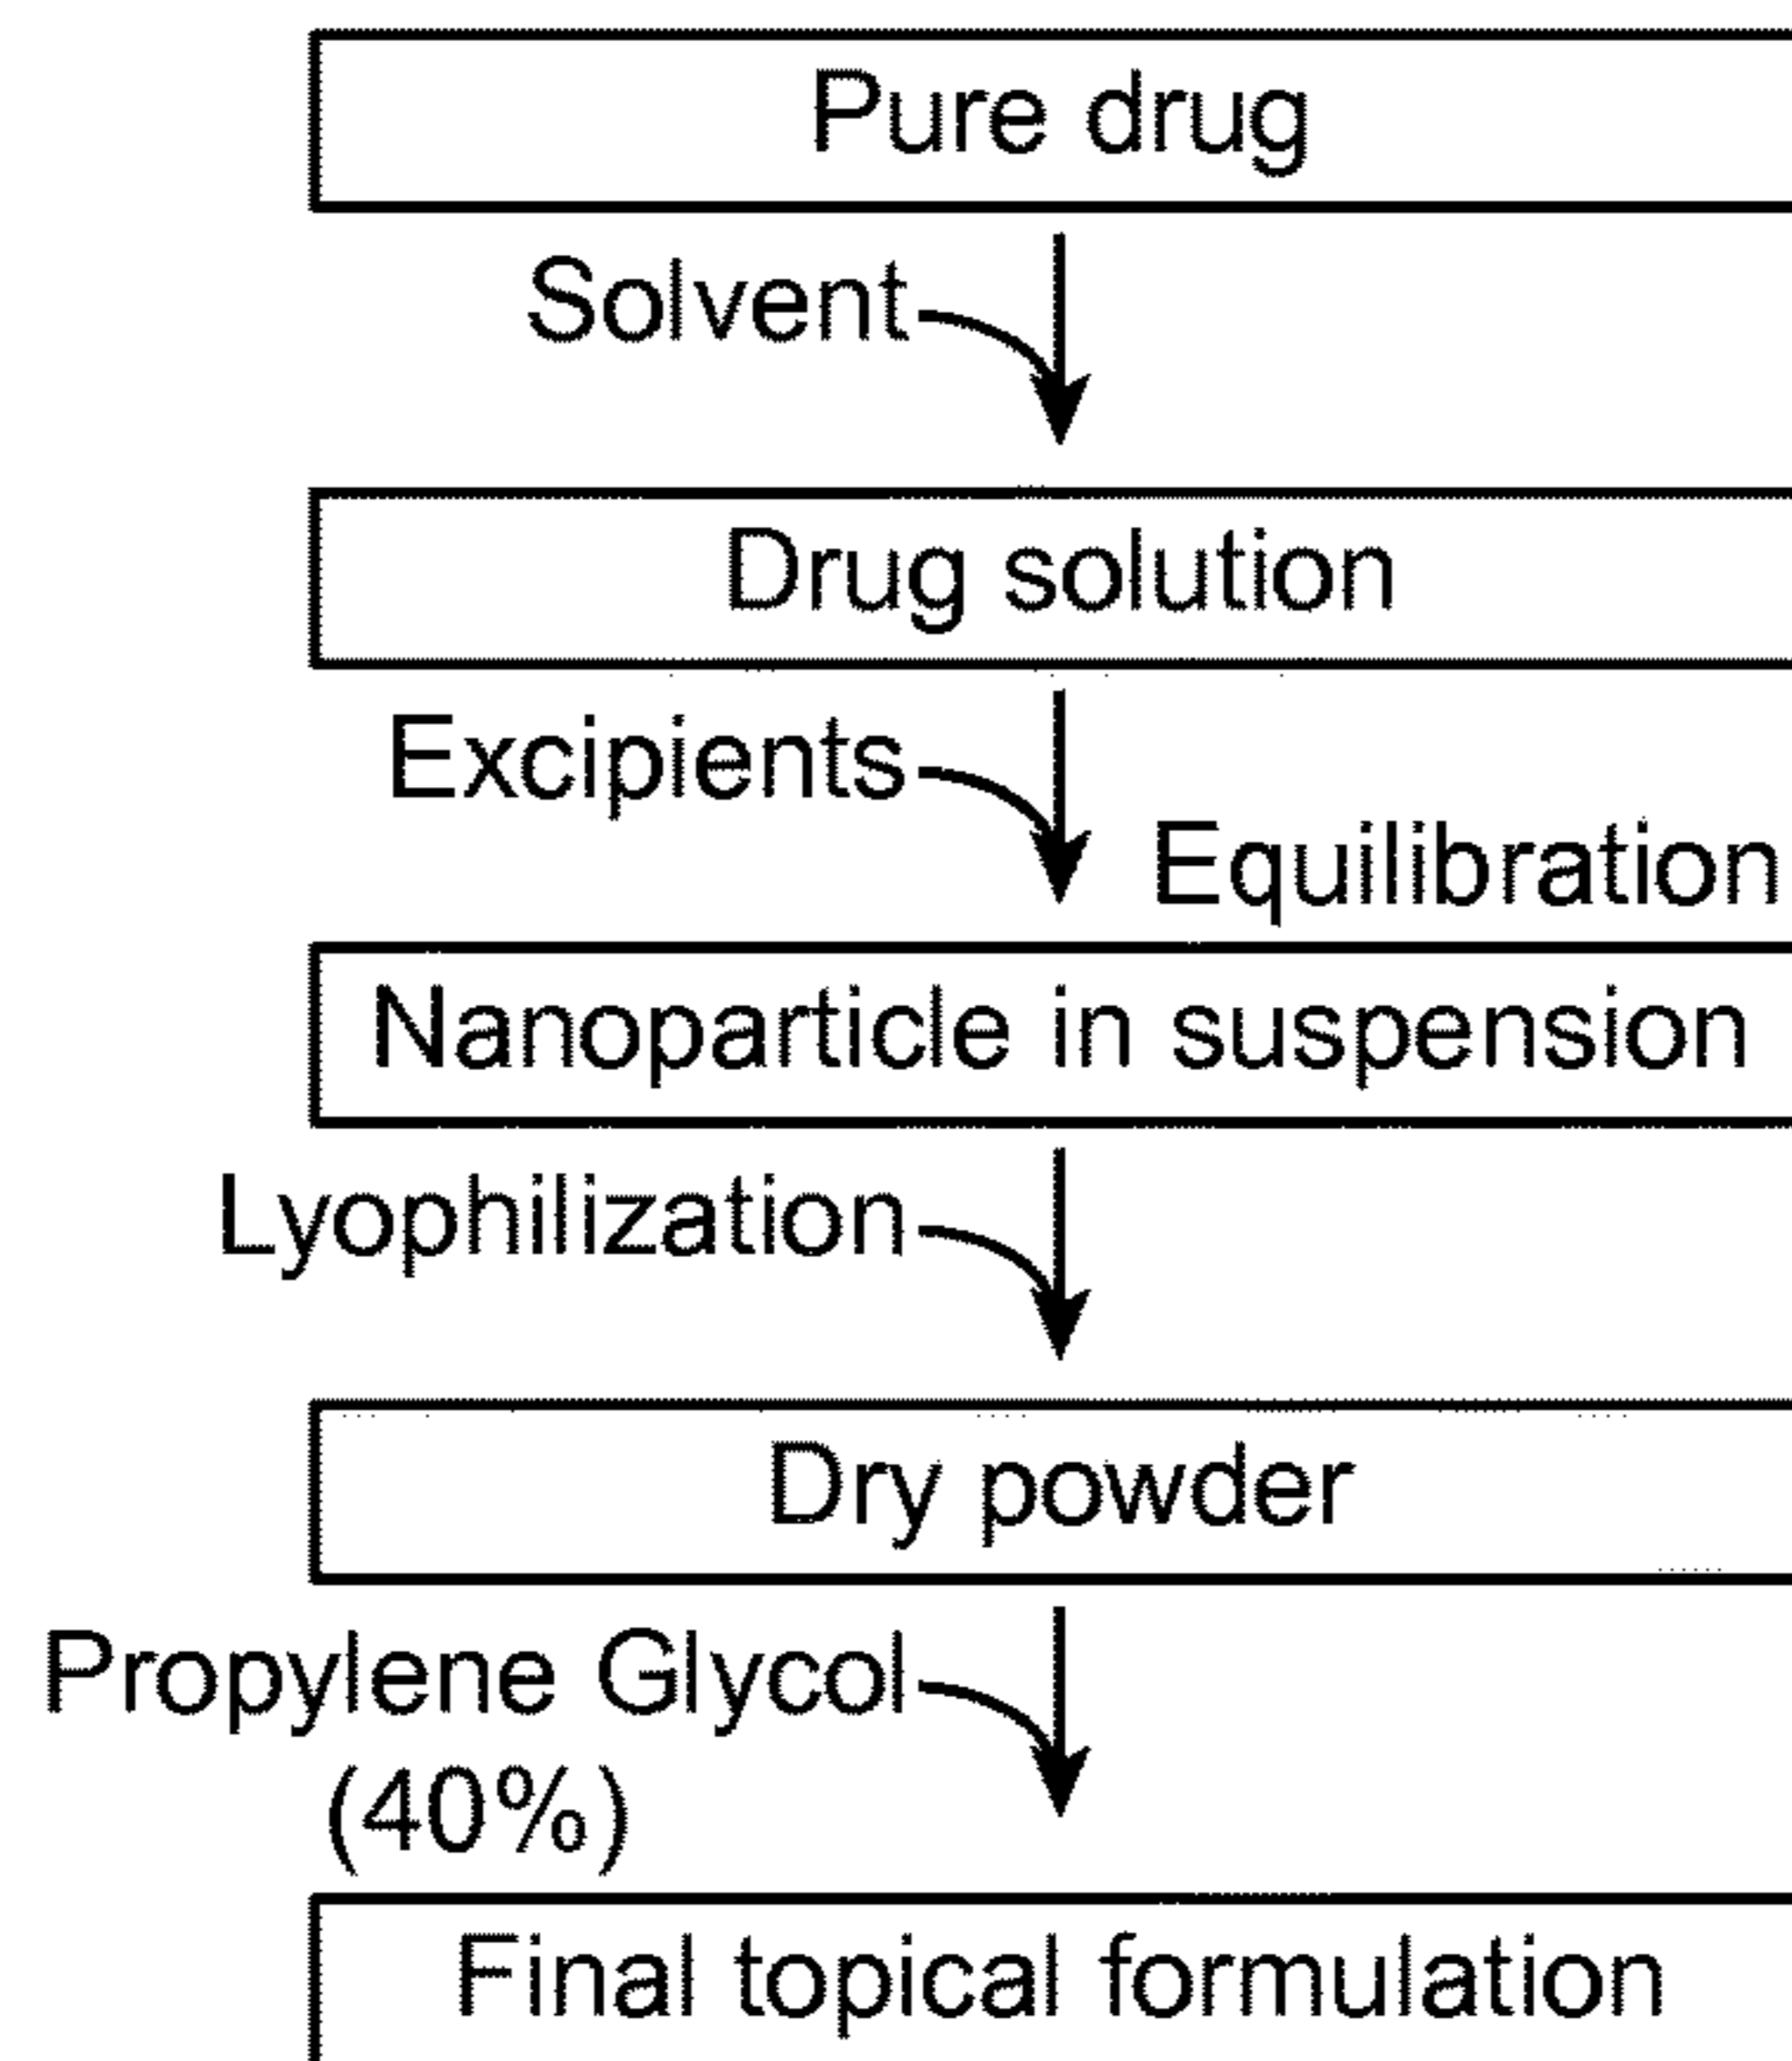 Pure drug
Solvent
Drug solution
Excipients
Equilibration
Nanoparticle in suspension
Lyophilization
Dry powder
Propylene Glycol
(40%)
Final topical formulation